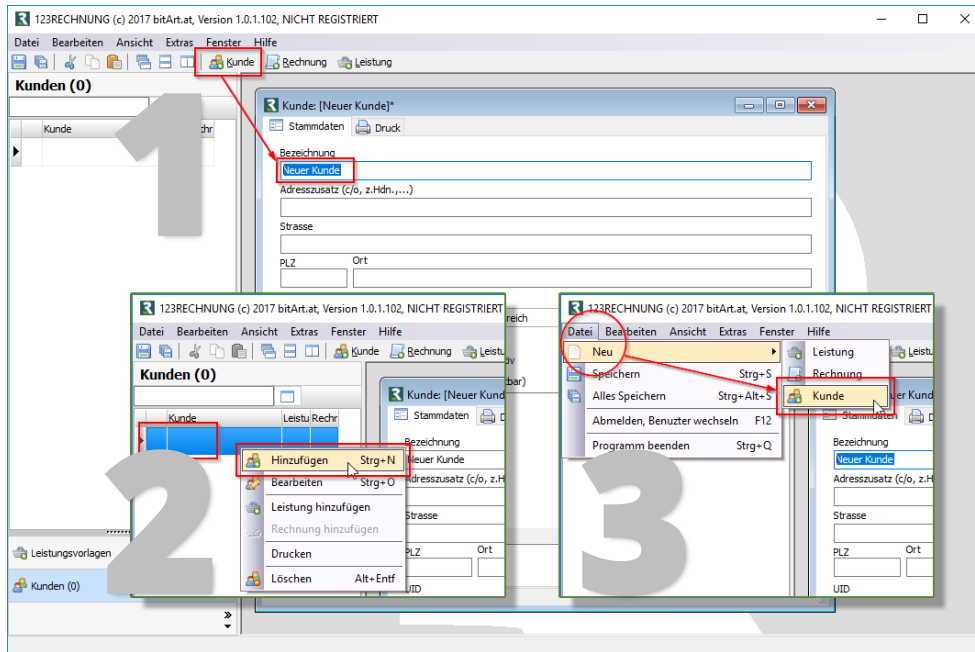 123RECHNUNG (c) 2017 bitArt.at, Version 1.0.1.102, NICHT REGISTRIERT
Datei Bearbeiten Ansicht Extras Fenster Hilfe
Kunde Rechnung Leistung
Kunden (0)
Kunde
1
Kunde: [Neuer Kunde]*
Stammdaten Druck
Bezeichnung
Neuer Kunde
Adresszusatz (c/o, z.Hdn.,...)
Strasse
PLZ Ort
Leistungsvorlagen
Kunden (0)
123RECHNUNG (c) 2017 bitArt.at, Version 1.0.1.102, NICHT REGISTRIERT
Datei Bearbeiten Ansicht Extras Fenster Hilfe
Kunde Rechnung Leistu
Kunden (0)
Kunde Leistu Rechr
Kunde: [Neuer Kund
Stammdaten
Bezeichnung
Neuer Kunde
Adresszusatz (c/o, z.H
Strasse
PLZ Ort
UID
Hinzufügen Strg+N
Bearbeiten Strg+O
Leistung hinzufügen
Rechnung hinzufügen
Drucken
Löschen Alt+Entf
2
123RECHNUNG (c) 2017 bitArt.at, Version 1.0.1.102, NICHT REGISTRIERT
Datei Bearbeiten Ansicht Extras Fenster Hilfe
Neu
Speichern Strg+S
Alles Speichern Strg+Alt+S
Abmelden, Benutzer wechseln F12
Programm beenden Strg+Q
Leistung
Rechnung
Kunde
Leistu
Stammdaten
Bezeichnung
Neuer Kunde
Adresszusatz (c/o, z.H
Strasse
PLZ Ort
UID
3